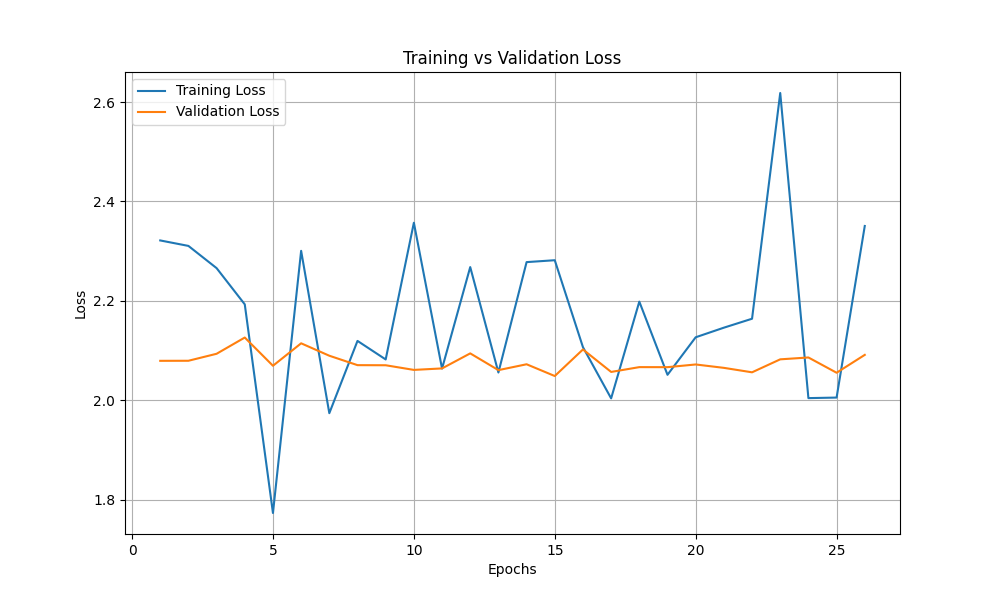 Training vs Validation Loss
Training Loss
Validation Loss
2.6
2.4
2.2
2.0
1.8
Loss
0
5
10
15
20
25
Epochs